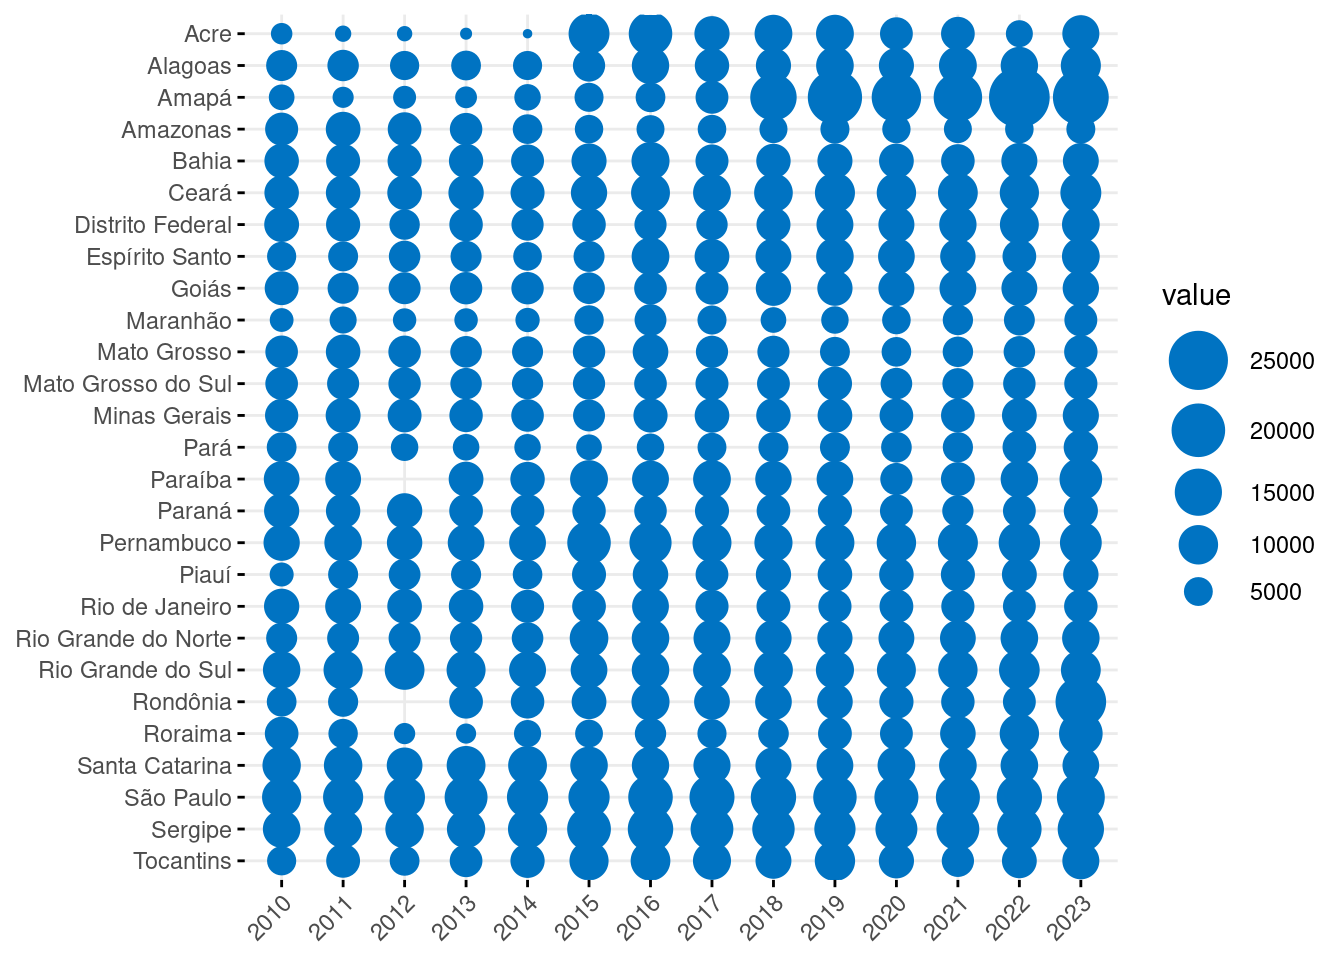 Acre
Alagoas
Amapá
Amazonas
Bahia
Ceará
Distrito Federal
Espírito Santo
Goiás
Maranhão
Mato Grosso
Mato Grosso do Sul
Minas Gerais
Pará
Paraíba
Paraná
Pernambuco
Piauí
Rio de Janeiro
Rio Grande do Norte
Rio Grande do Sul
Rondônia
Roraima
Santa Catarina
São Paulo
Sergipe
Tocantins
2010 2011 2012 2013 2014 2015 2016 2017 2018 2019 2020 2021 2022 2023
value
25000
20000
15000
10000
5000